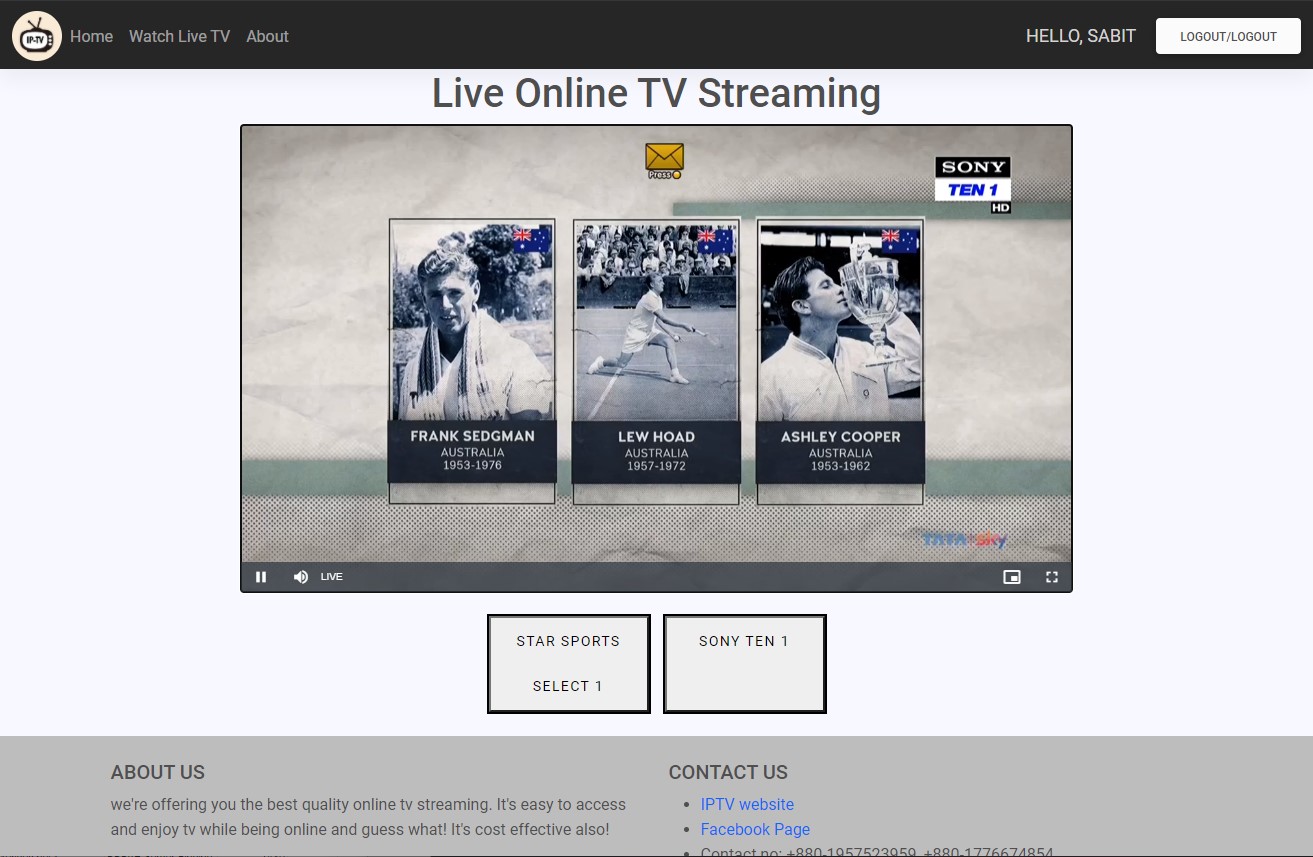 IP-TV
Home Watch Live TV About
HELLO, SABIT
LOGOUT/LOGOUT
Live Online TV Streaming
Press
SONY
TEN 1
HD
FRANK SEDGMAN
AUSTRALIA
1953-1976
LEW HOAD
AUSTRALIA
1957-1972
ASHLEY COOPER
AUSTRALIA
1953-1962
TATA sky
LIVE
STAR SPORTS
SELECT 1
SONY TEN 1
ABOUT US
we're offering you the best quality online tv streaming. It's easy to access
and enjoy tv while being online and guess what! It's cost effective also!
CONTACT US
IPTV website
Facebook Page
Contact no: +880-1957523959, +880-1776674854